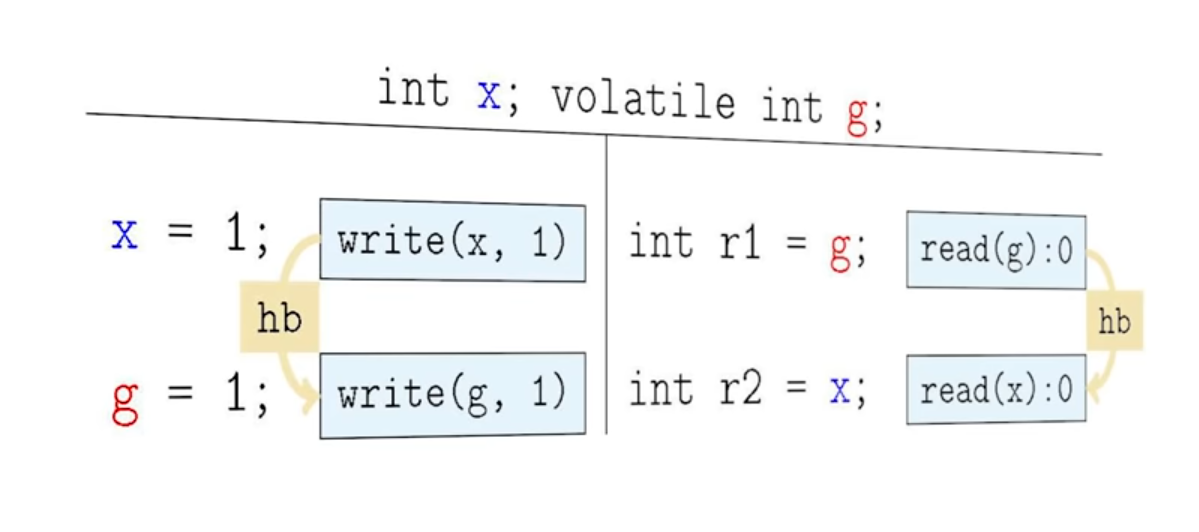 int x; volatile int g;
x = 1; write(x, 1) int r1 = g; read(g):0
hb hb
g = 1; write(g, 1) int r2 = x; read(x):0